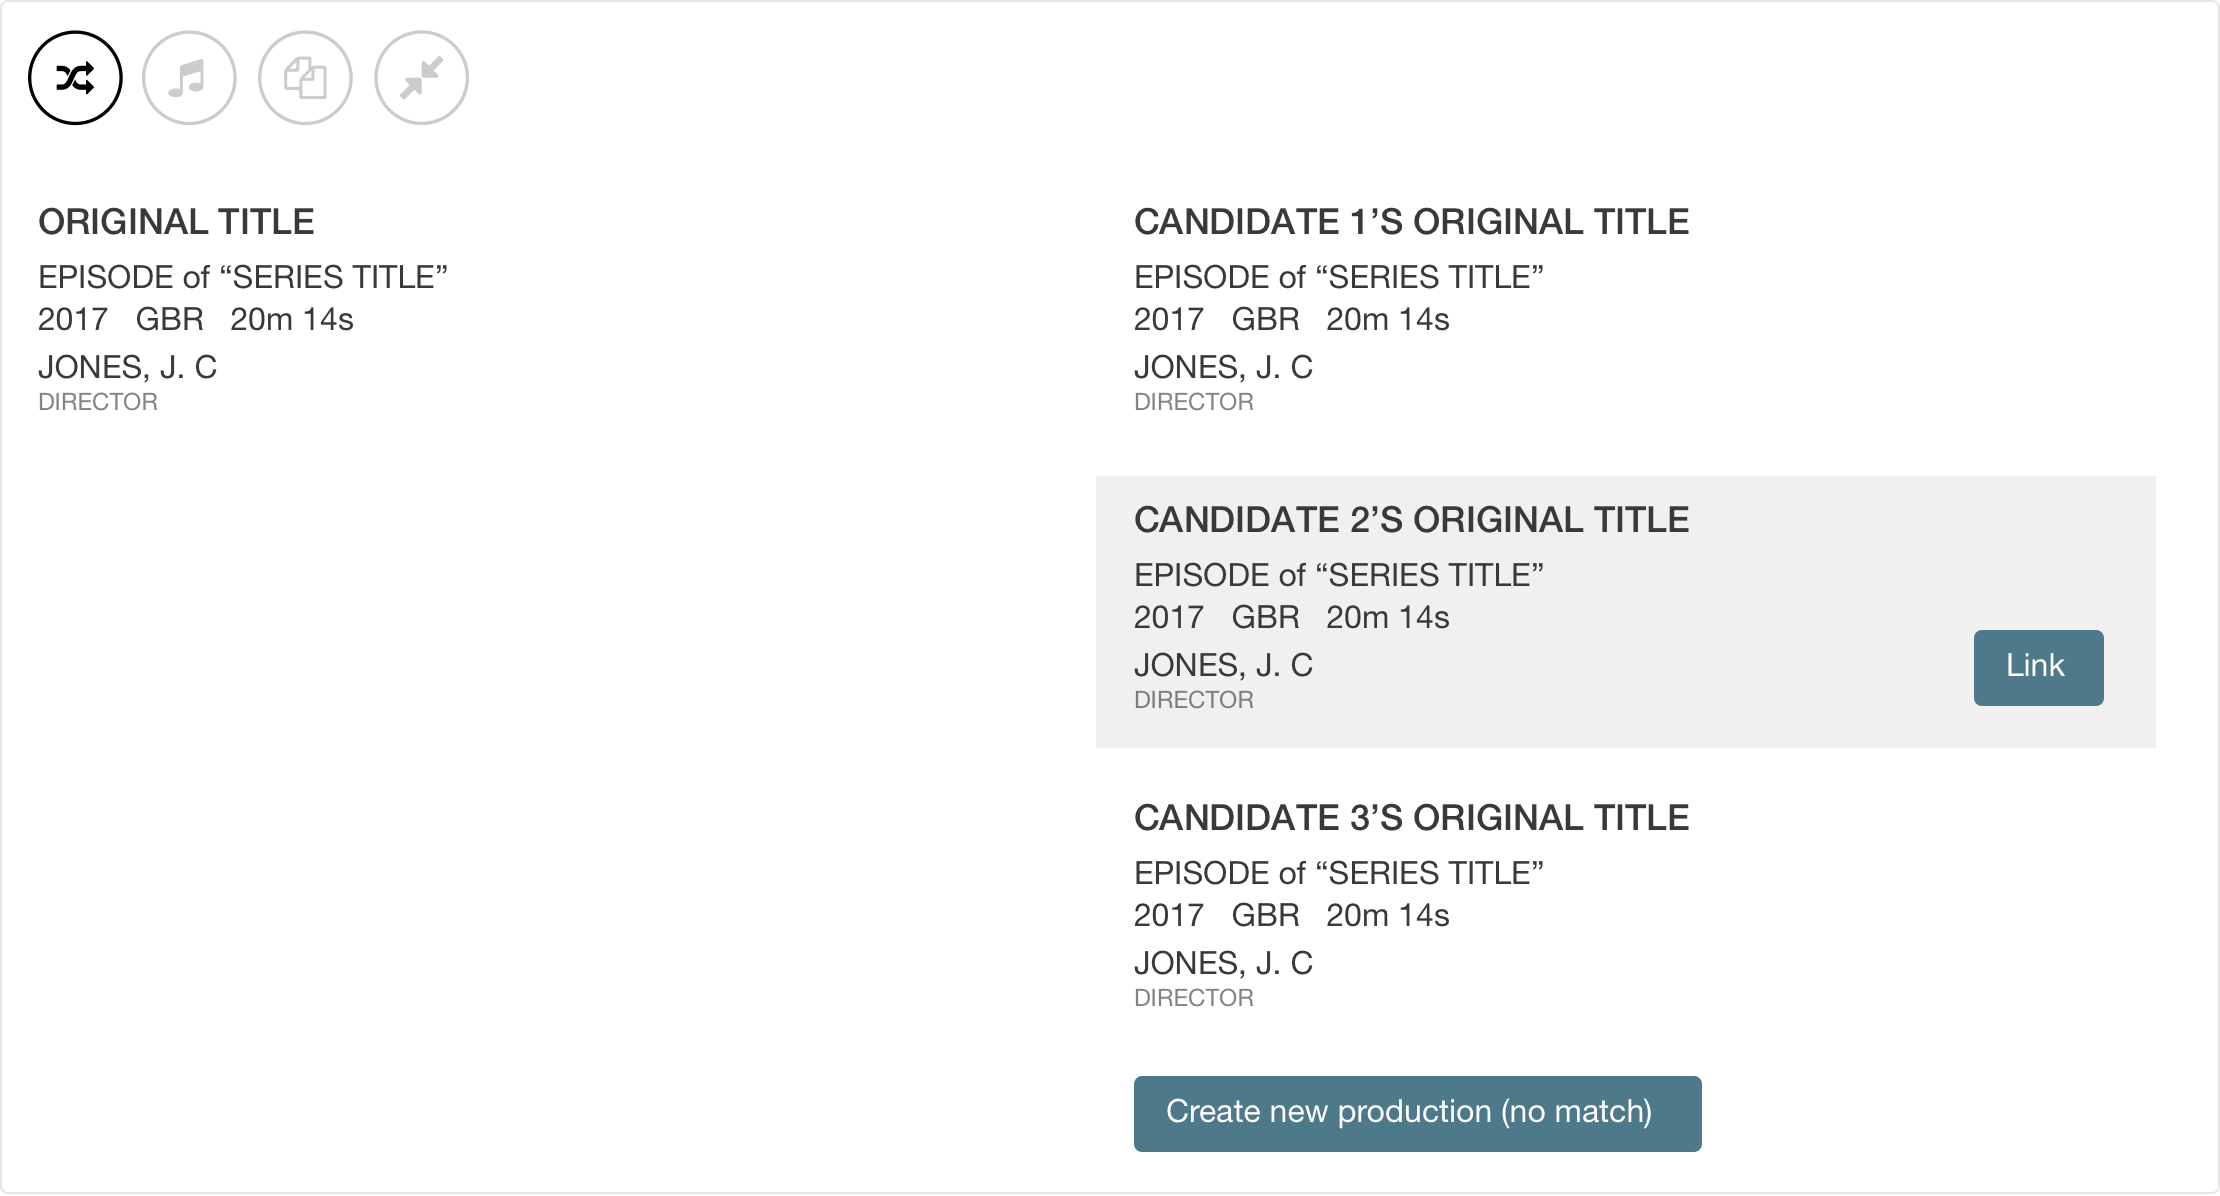 ORIGINAL TITLE
EPISODE of “SERIES TITLE”
2017 GBR 20m 14s
JONES, J. C
DIRECTOR
CANDIDATE 1’S ORIGINAL TITLE
EPISODE of “SERIES TITLE”
2017 GBR 20m 14s
JONES, J. C
DIRECTOR
CANDIDATE 2’S ORIGINAL TITLE
EPISODE of “SERIES TITLE”
2017 GBR 20m 14s
JONES, J. C
DIRECTOR
Link
CANDIDATE 3’S ORIGINAL TITLE
EPISODE of “SERIES TITLE”
2017 GBR 20m 14s
JONES, J. C
DIRECTOR
Create new production (no match)